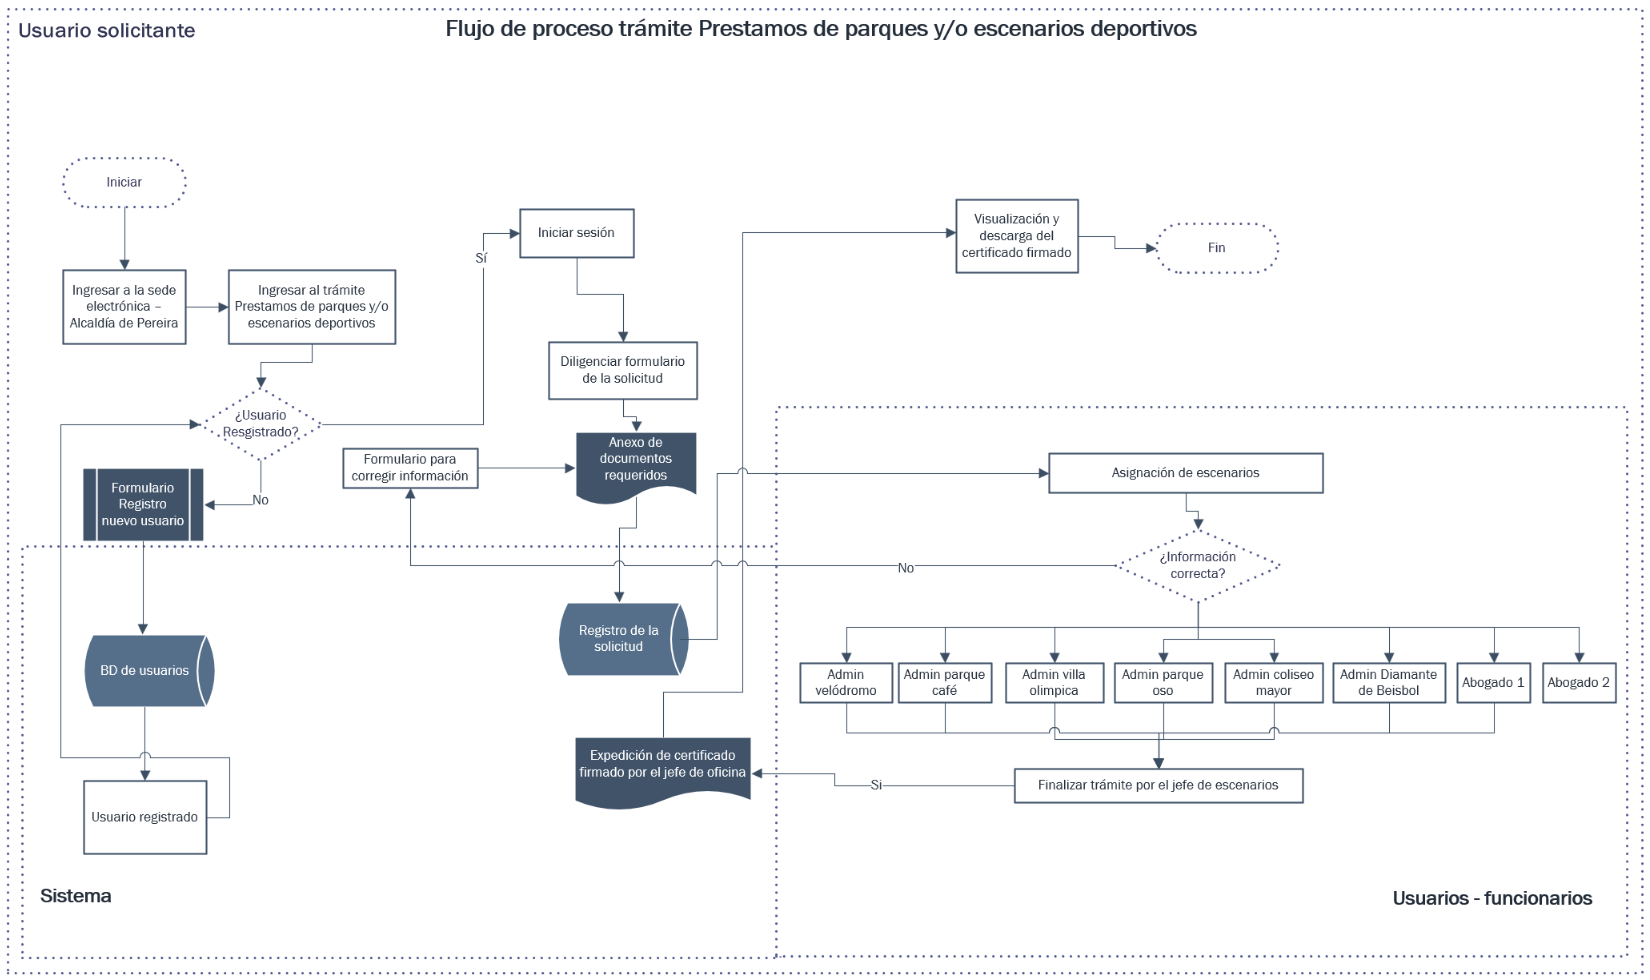 Usuario solicitante
Flujo de proceso trámite Prestamos de parques y/o escenarios deportivos
Iniciar
Ingresar a la sede
electrónica –
Alcaldía de Pereira
Ingresar al trámite
Prestamos de parques y/o
escenarios deportivos
¿Usuario
Resgistrado?
Sí
No
Formulario
Registro
nuevo usuario
BD de usuarios
Usuario registrado
Sistema
Iniciar sesión
Diligenciar formulario
de la solicitud
Formulario para
corregir información
Anexo de
documentos
requeridos
Registro de la
solicitud
Expedición de certificado
firmado por el jefe de oficina
Visualización y
descarga del
certificado firmado
Fin
Asignación de escenarios
¿Información
correcta?
No
Admin
velódromo
Admin parque
café
Admin villa
olimpica
Admin parque
oso
Admin coliseo
mayor
Admin Diamante
de Beisbol
Abogado 1
Abogado 2
Finalizar trámite por el jefe de escenarios
Si
Usuarios - funcionarios